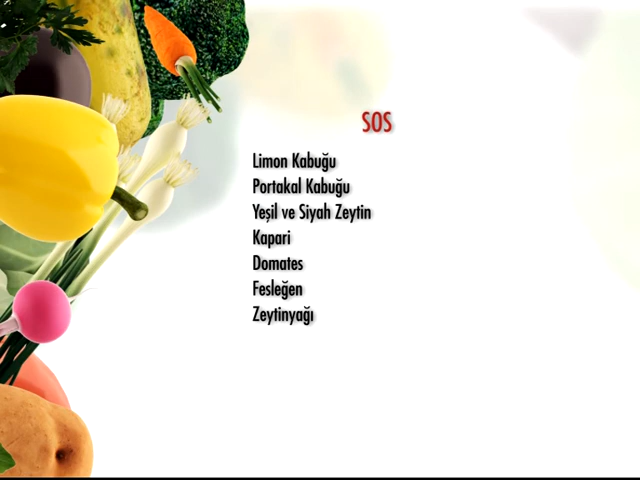 SOS
Limon Kabuğu
Portakal Kabuğu
Yeşil ve Siyah Zeytin
Kapari
Domates
Fesleğen
Zeytinyağı